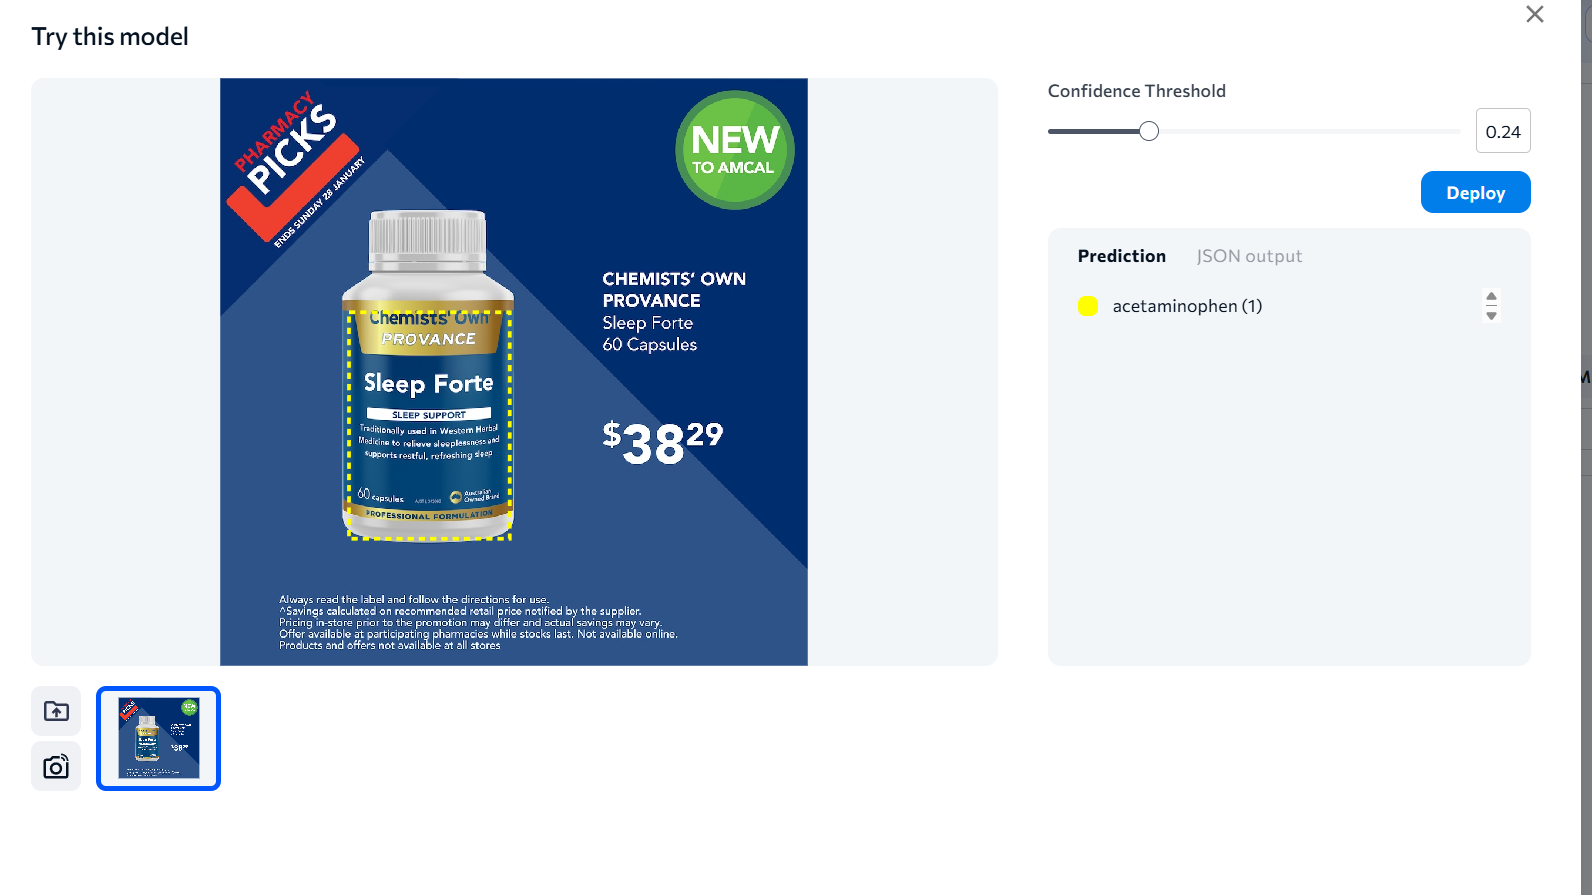 Try this model
PHARMACY
PICKS
ENDS SUNDAY 28 JANUARY
NEW
TO AMCAL
Chemists' Own
PROVANCE
Sleep Forte
SLEEP SUPPORT
Traditionally used in Western Herbal
Medicine to relieve sleeplessness and
supports restful, refreshing sleep
60 capsules
Australian
Owned Brand
PROFESSIONAL FORMULATION
CHEMISTS' OWN
PROVANCE
Sleep Forte
60 Capsules
$38 29
Always read the label and follow the directions for use.
^Savings calculated on recommended retail price notified by the supplier.
Pricing in-store prior to the promotion may differ and actual savings may vary.
Offer available at participating pharmacies while stocks last. Not available online.
Products and offers not available at all stores
Confidence Threshold
0.24
Deploy
Prediction JSON output
acetaminophen (1)